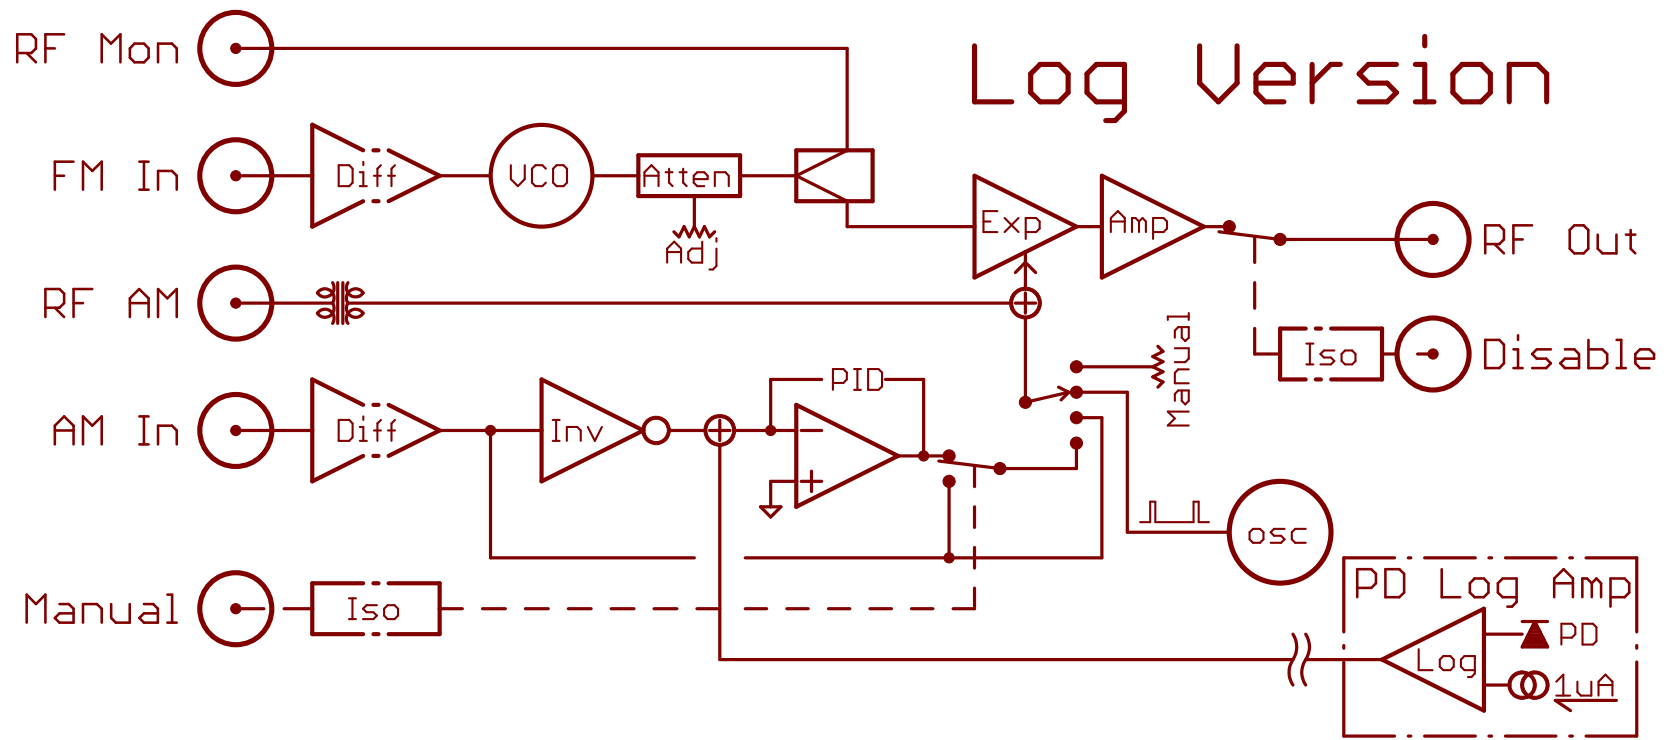 Log Version
RF Mon
FM In
Diff
VCO
Atten
Adj
Exp
Amp
RF Out
RF AM
Manual
Iso
Disable
AM In
Diff
Inv
PID
osc
Manual
Iso
PD Log Amp
Log
PD
1uA